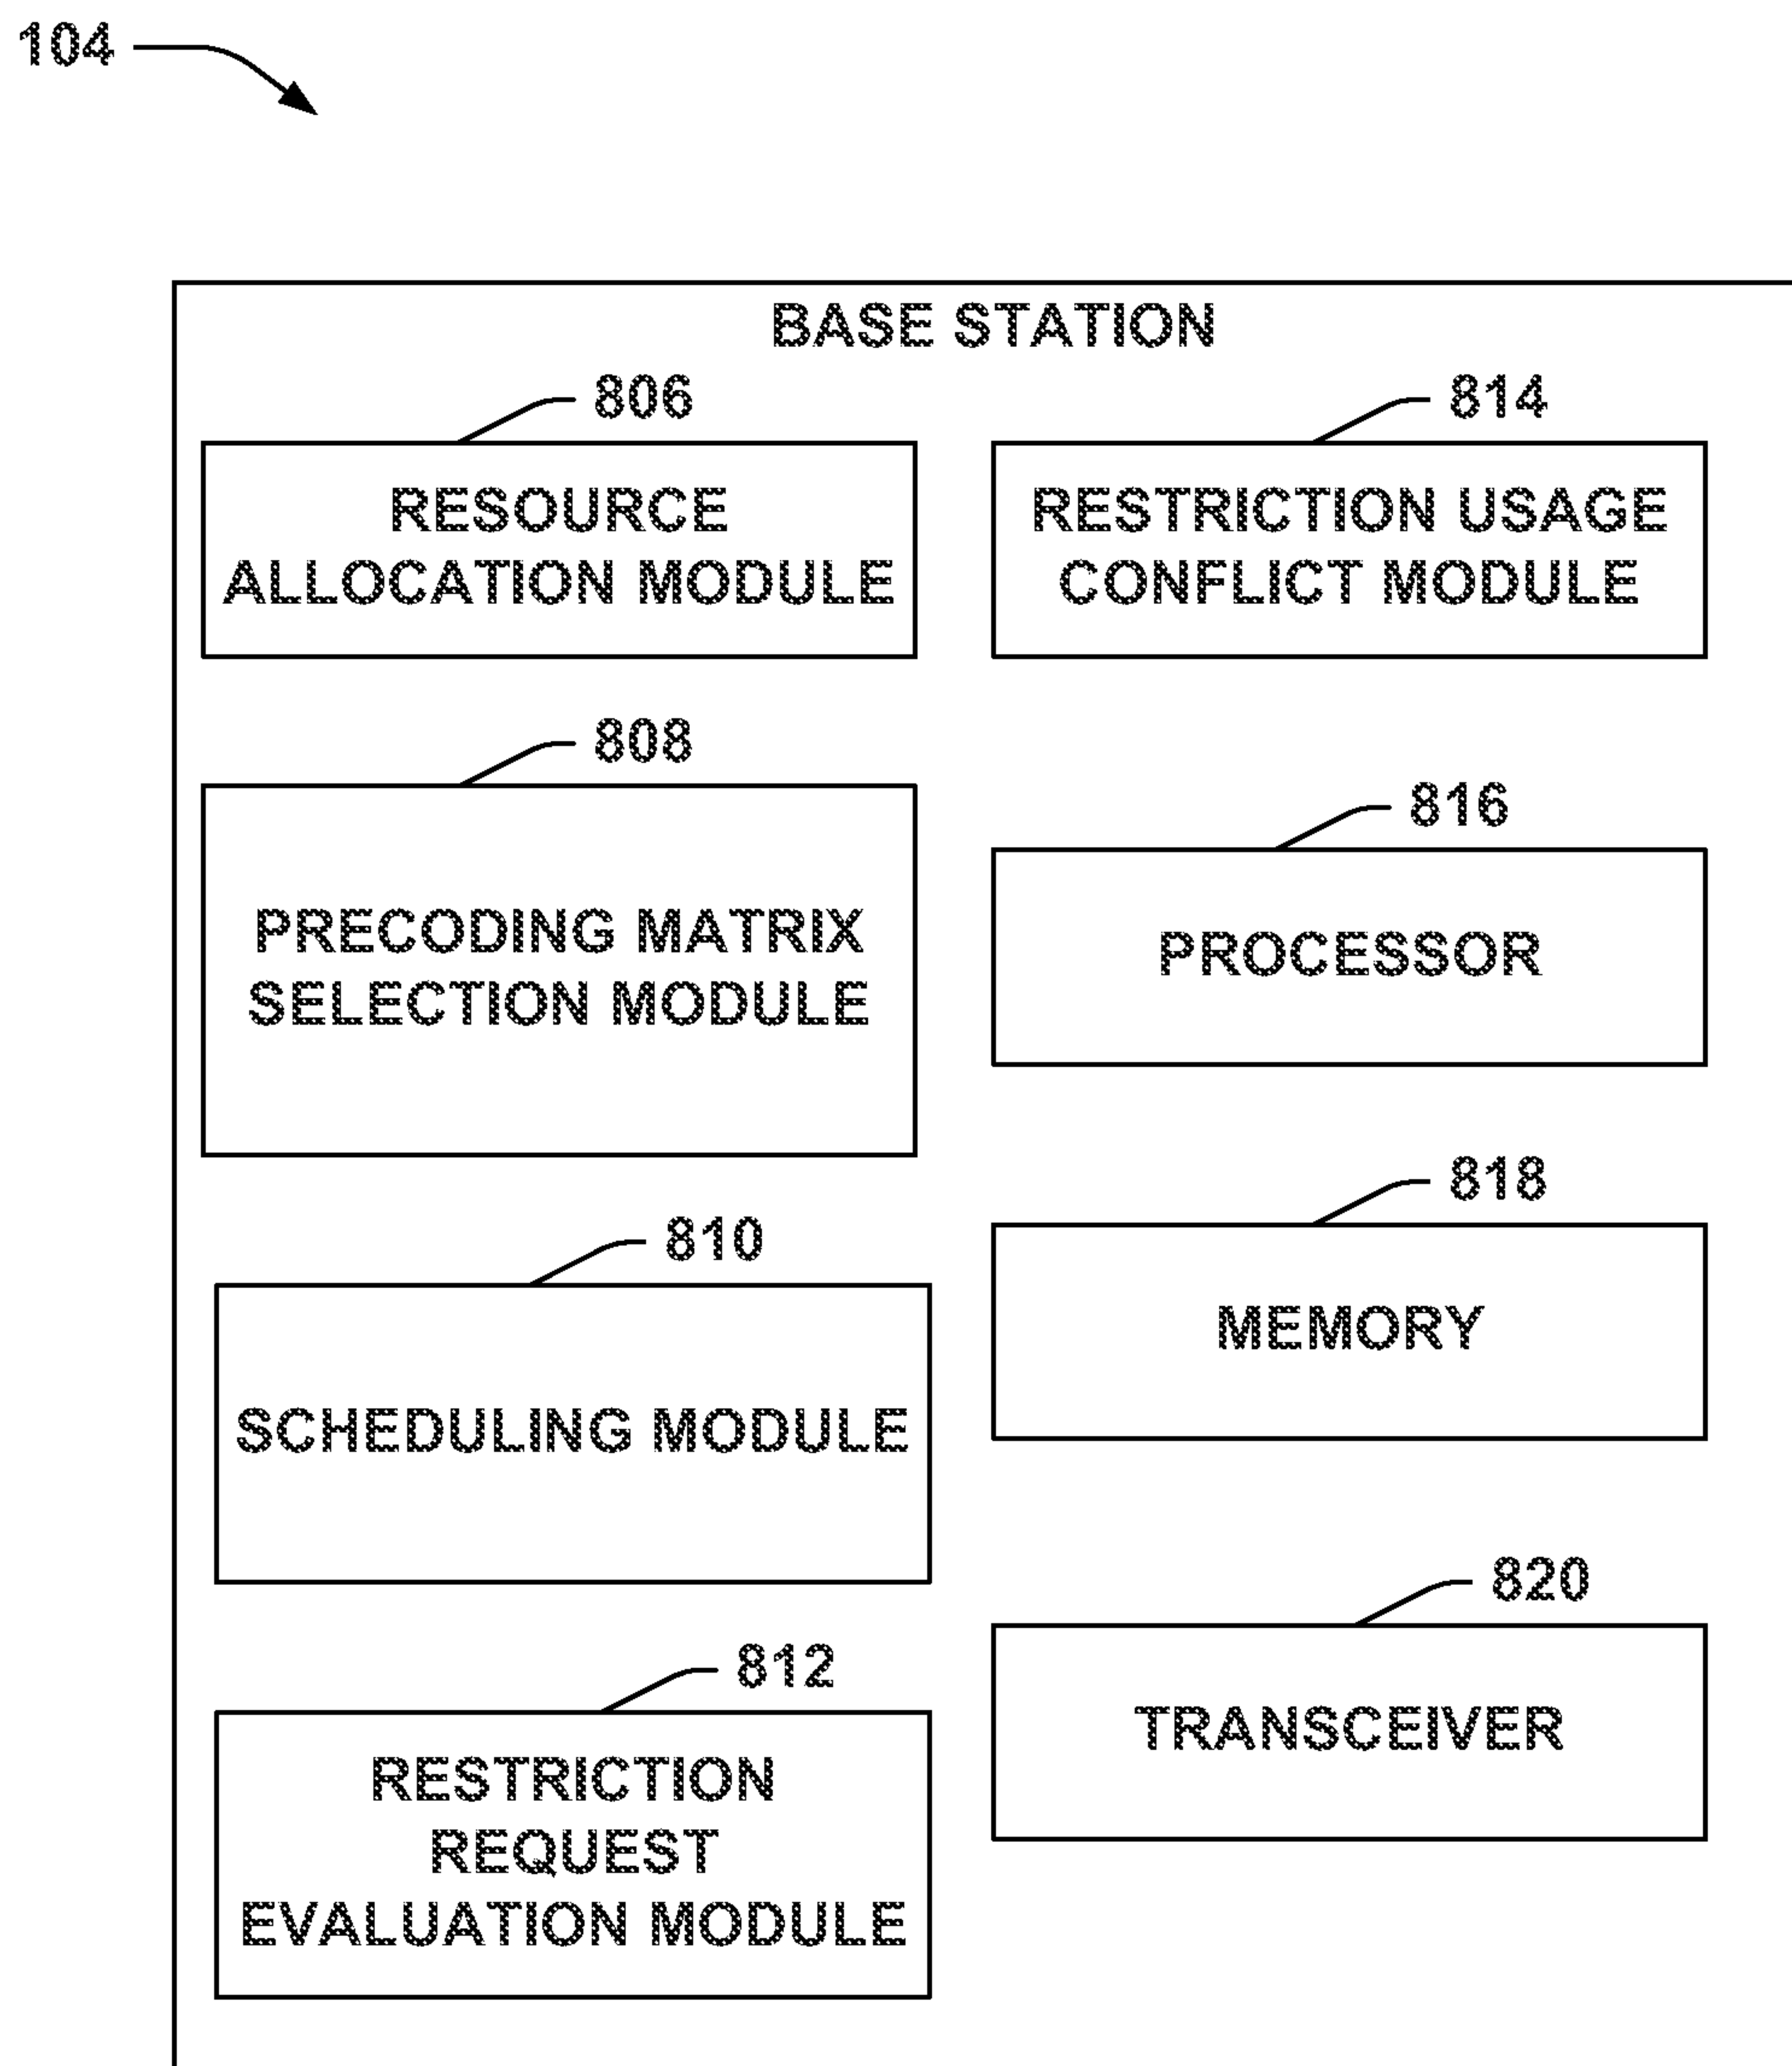 104
BASE STATION
806
RESOURCE
ALLOCATION MODULE
808
PRECODING MATRIX
SELECTION MODULE
810
SCHEDULING MODULE
812
RESTRICTION
REQUEST
EVALUATION MODULE
814
RESTRICTION USAGE
CONFLICT MODULE
816
PROCESSOR
818
MEMORY
820
TRANSCEIVER